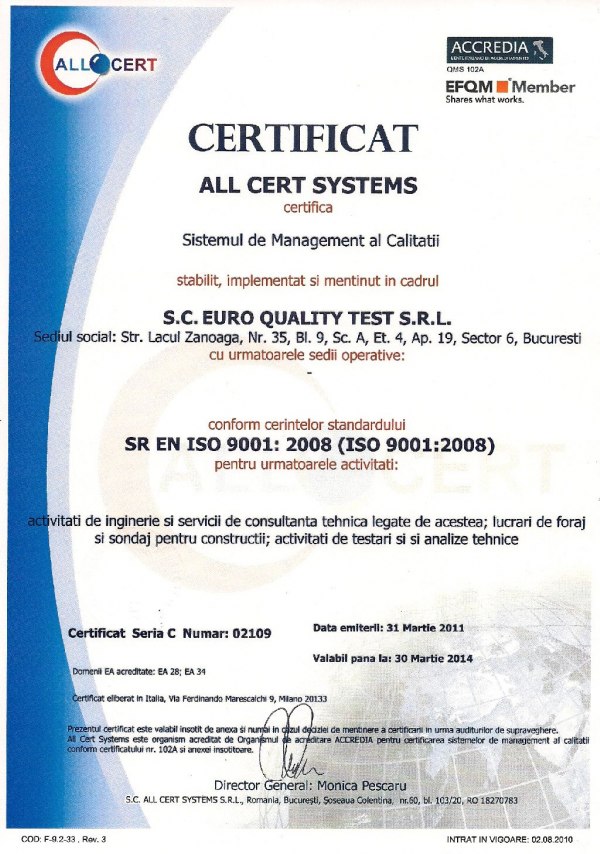 ALL CERT
ACCREDIA
QMS 102A
EFQM Member
Shares what works.
CERTIFICAT
ALL CERT SYSTEMS
certifica
Sistemul de Management al Calitatii
stabilit, implementat si mentinut in cadrul
S.C. EURO QUALITY TEST S.R.L.
Sediul social: Str. Lacul Zanoaga, Nr. 35, Bl. 9, Sc. A, Et. 4, Ap. 19, Sector 6, Bucuresti
cu urmatoarele sedii operative:
-
conform cerintelor standardului
SR EN ISO 9001: 2008 (ISO 9001:2008)
pentru urmatoarele activitati:
activitati de inginerie si servicii de consultanta tehnica legate de acestea; lucrari de foraj
si sondaj pentru constructii; activitati de testari si si analize tehnice
Certificat Seria C Numar: 02109
Data emiterii: 31 Martie 2011
Valabil pana la: 30 Martie 2014
Domenii EA acreditate: EA 28; EA 34
Certificat eliberat in Italia, Via Ferdinando Marescalchi 9, Milano 20133
Prezentul certificat este valabil insotit de anexa si numai in cazul deciziei de mentinere a certificarii in urma auditurilor de supraveghere.
All Cert Systems este organism acreditat de Organismul de acreditare ACCREDIA pentru certificarea sistemelor de management al calitatii
conform certificatului nr. 102A si anexei insotitoare.
Director General: Monica Pescaru
S.C. ALL CERT SYSTEMS S.R.L., Romania, Bucureşti, Şoseaua Colentina, nr.60, bl. 103/20, RO 18270783
COD: F-9.2-33 , Rev. 3
INTRAT IN VIGOARE: 02.08.2010